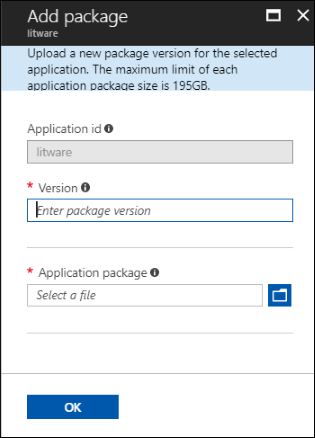 Add package
litware
Upload a new package version for the selected
application. The maximum limit of each
application package size is 195GB.
Application id
litware
* Version
Enter package version
* Application package
Select a file
OK